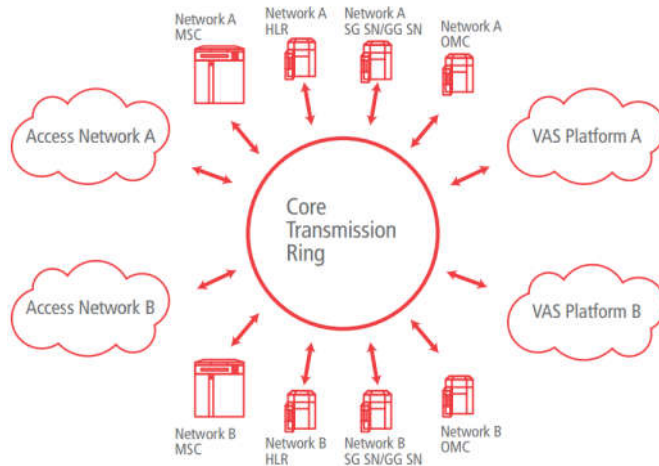 Network A
MSC
Network A
HLR
Network A
SG SN/GG SN
Network A
OMC
Access Network A
VAS Platform A
Core
Transmission
Ring
Access Network B
VAS Platform B
Network B
MSC
Network B
HLR
Network B
SG SN/GG SN
Network B
OMC